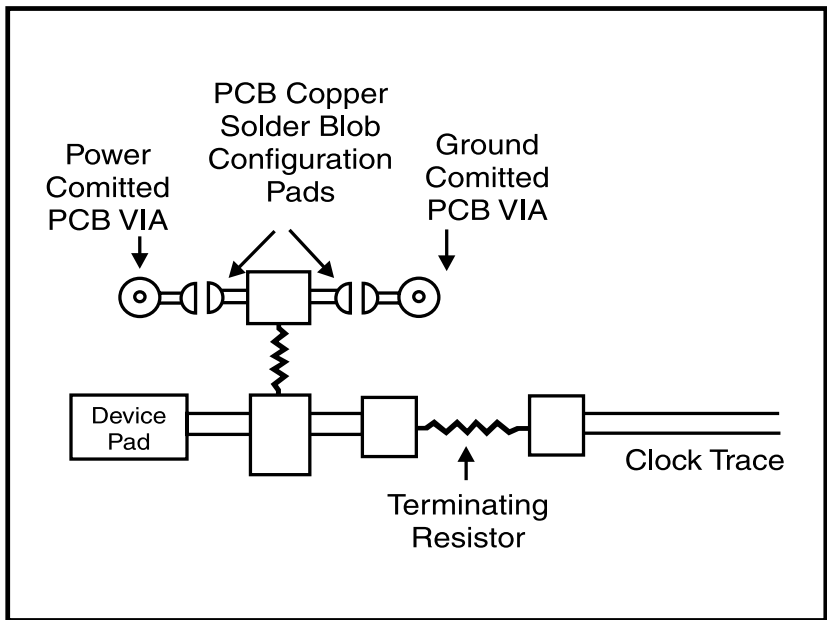 PCB Copper
Solder Blob
Configuration
Pads
Power
Comitted
PCB VIA
Ground
Comitted
PCB VIA
Device
Pad
Clock Trace
Terminating
Resistor